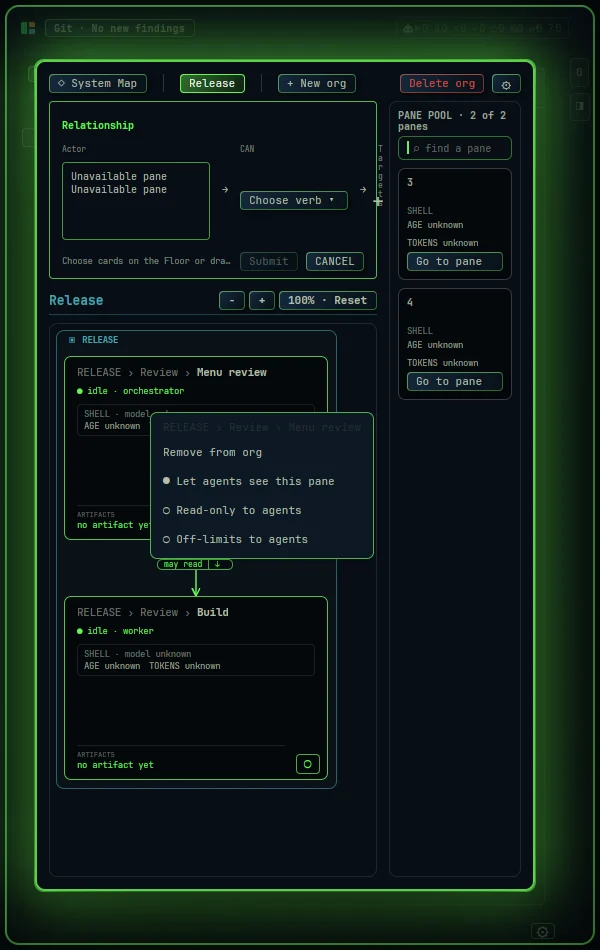 Git · No new findings
◇ System Map
Release
+ New org
Delete org
Relationship
Actor
CAN
Target
Unavailable pane
Unavailable pane
→
Choose verb ▾
→
+
Choose cards on the Floor or dra…
Submit
CANCEL
Release
-
+
100% · Reset
RELEASE
RELEASE › Review › Menu review
idle · orchestrator
SHELL · model
AGE unknown
ARTIFACTS
no artifact yet
RELEASE › Review › Menu review
Remove from org
Let agents see this pane
Read-only to agents
Off-limits to agents
may read ↓
RELEASE › Review › Build
idle · worker
SHELL · model unknown
AGE unknown TOKENS unknown
ARTIFACTS
no artifact yet
PANE POOL · 2 of 2
panes
find a pane
3
SHELL
AGE unknown
TOKENS unknown
Go to pane
4
SHELL
AGE unknown
TOKENS unknown
Go to pane